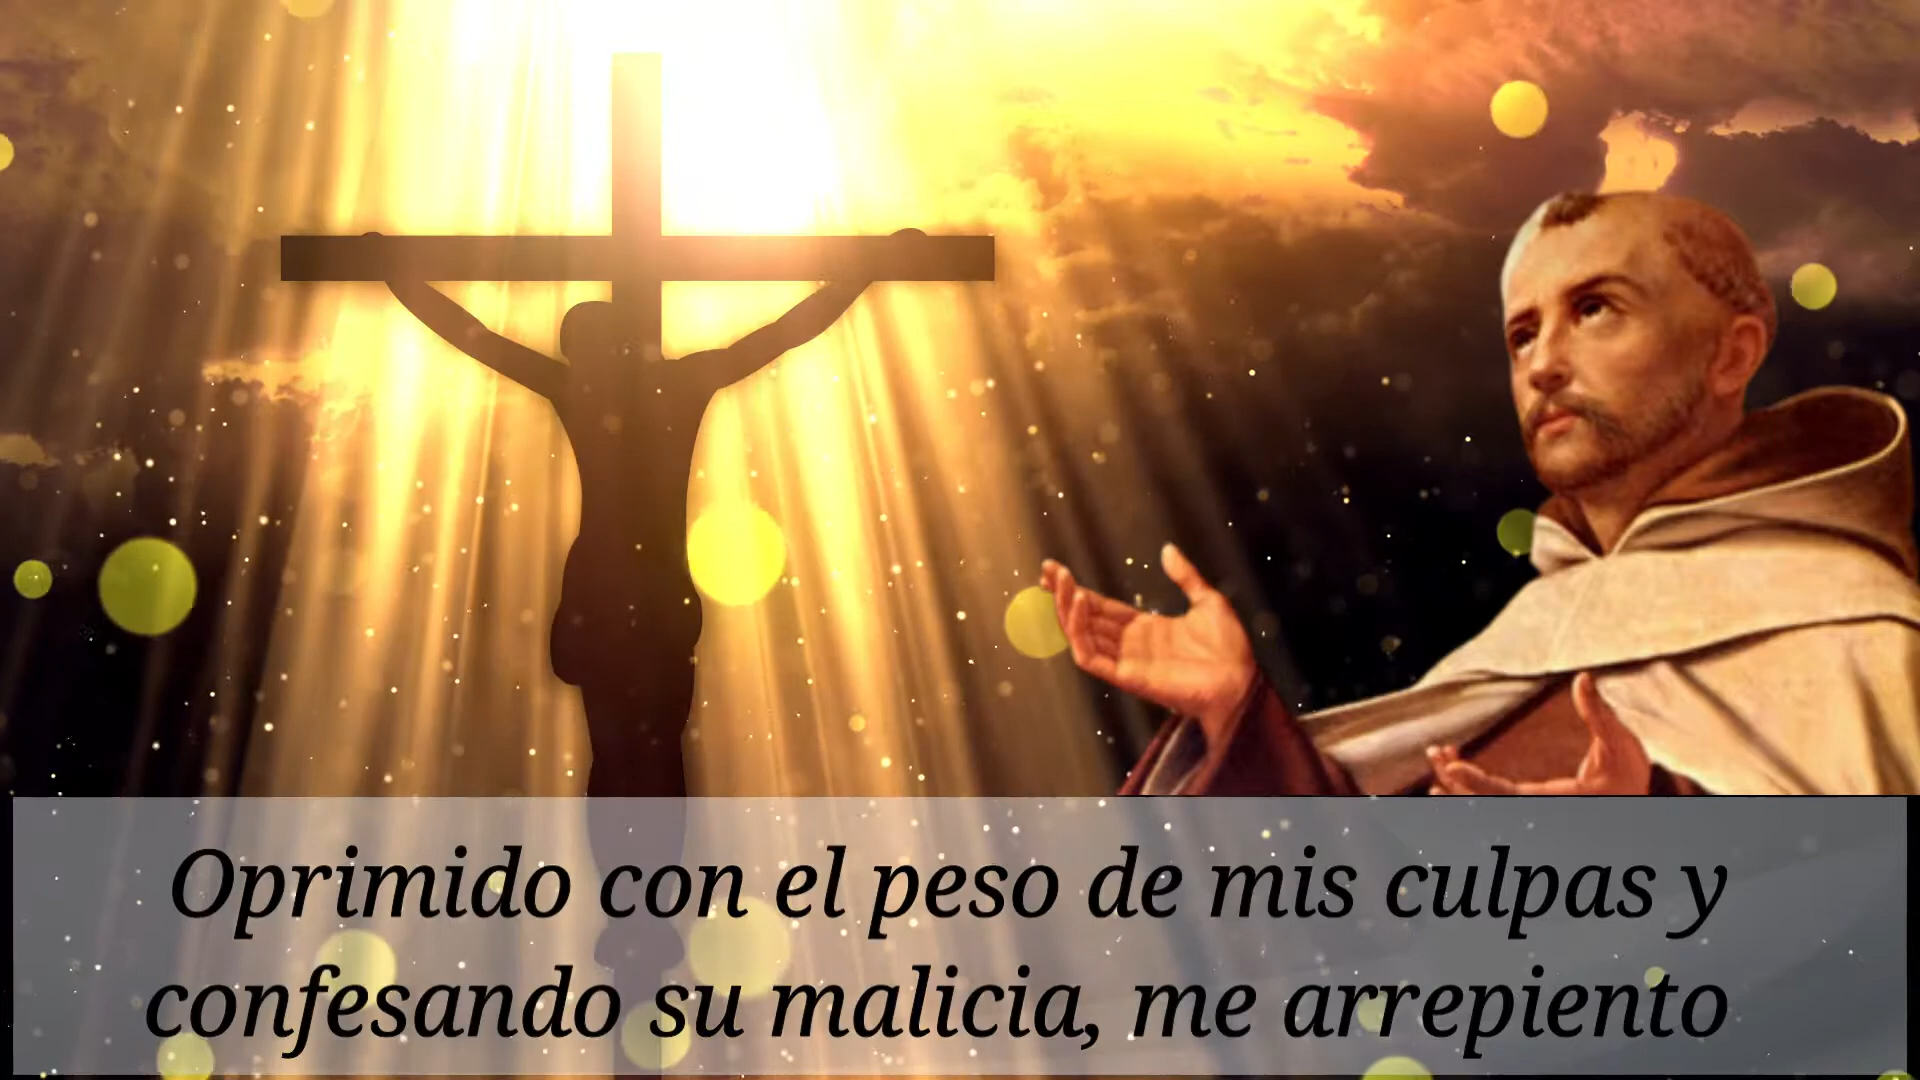 Oprimido con el peso de mis culpas y
confesando su malicia, me arrepiento